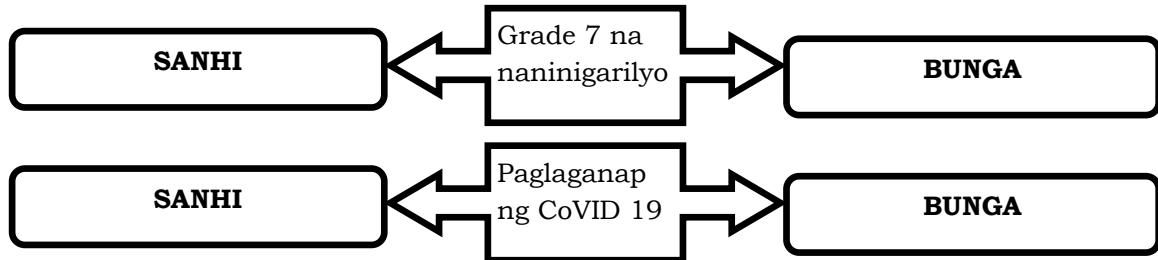 SANHI
Grade 7 na
naninigarilyo
BUNGA
SANHI
Paglaganap
ng CoVID 19
BUNGA